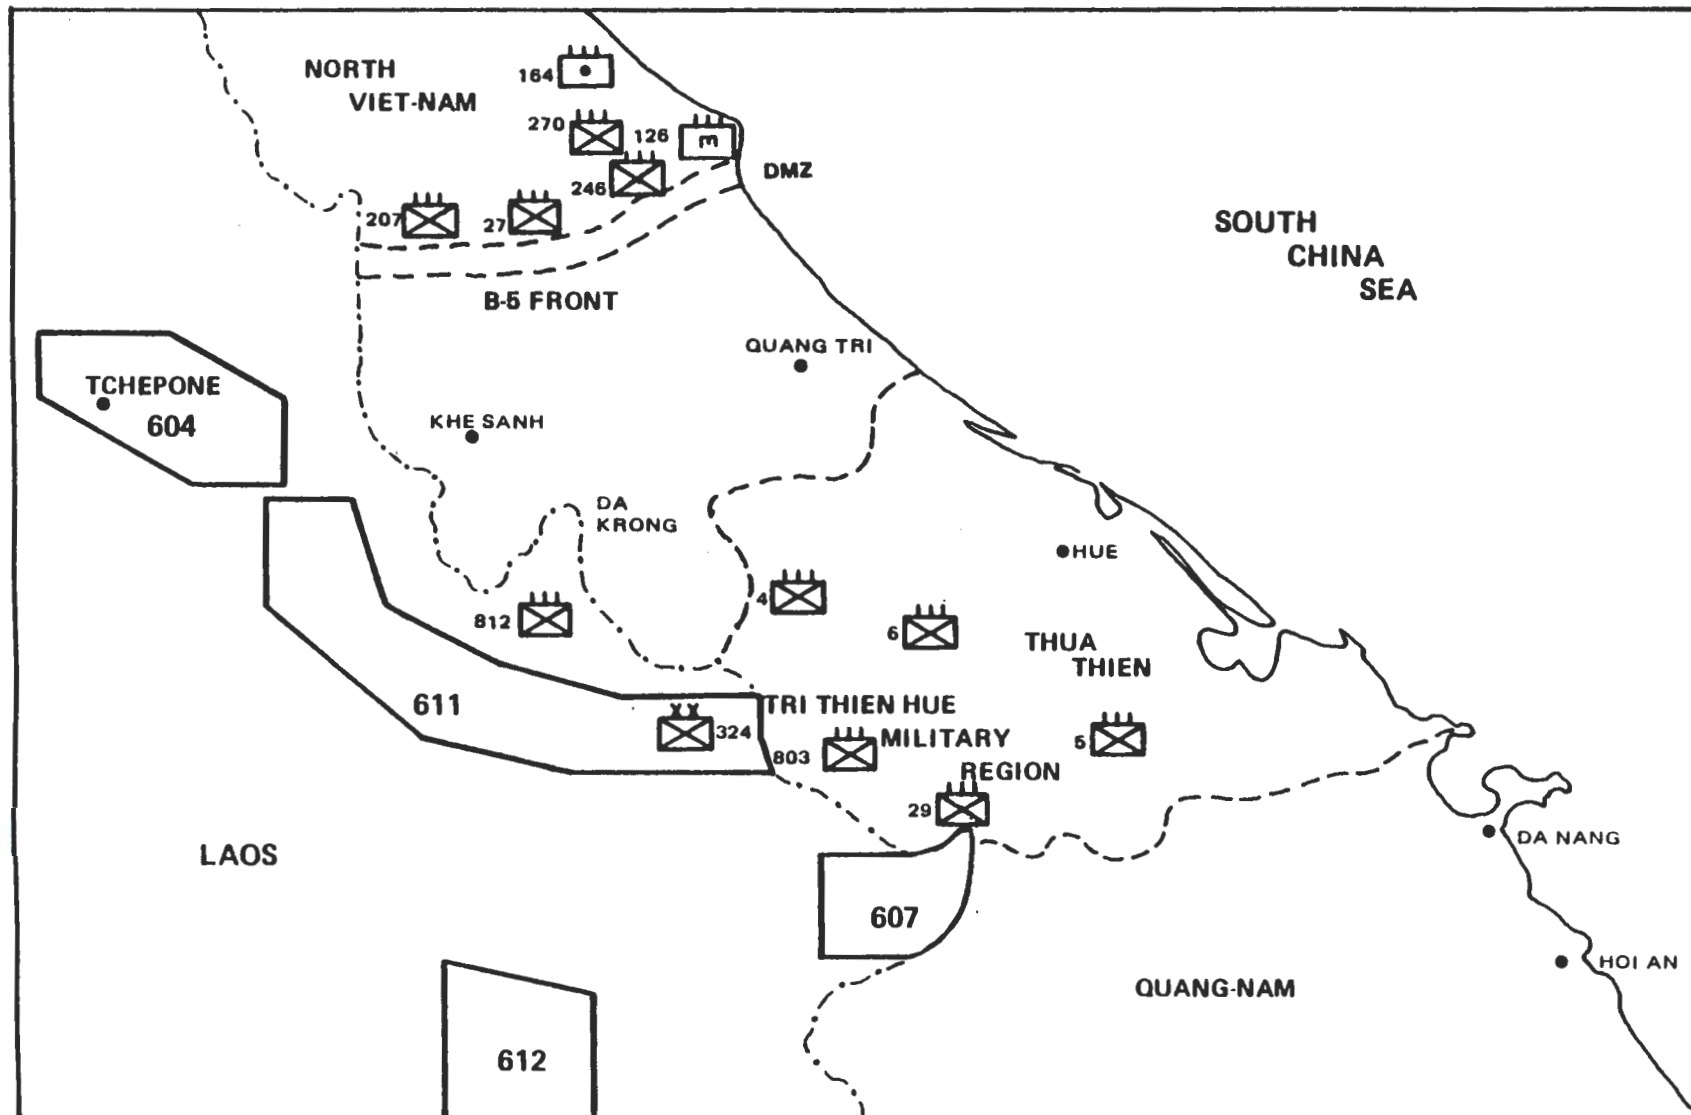 NORTH
VIET-NAM
164
270
126
E
246
DMZ
207
27
SOUTH
CHINA
SEA
B-5 FRONT
QUANG TRI
TCHEPONE
604
KHE SANH
DA
KRONG
HUE
4
812
6
THUA
THIEN
611
TRI THIEN HUE
324
MILITARY
5
803
REGION
29
DA NANG
LAOS
607
HOI AN
QUANG-NAM
612